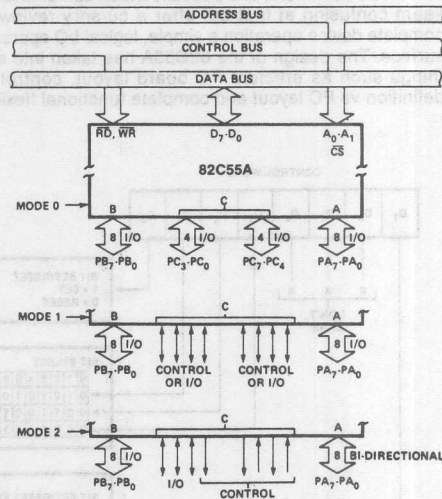 ADDRESS BUS
CONTROL BUS
DATA BUS
RD, WR D7-D0 A0-A1
CS
82C55A
C
MODE 0 B A
8 I/O 4 I/O 4 I/O 8 I/O
PB7-PB0 PC3-PC0 PC7-PC4 PA7-PA0
C
MODE 1 B A
8 I/O 8 I/O
PB7-PB0 CONTROL OR I/O CONTROL OR I/O PA7-PA0
C
MODE 2 B A
8 I/O 8 BI-DIRECTIONAL
PB7-PB0 I/O CONTROL PA7-PA0